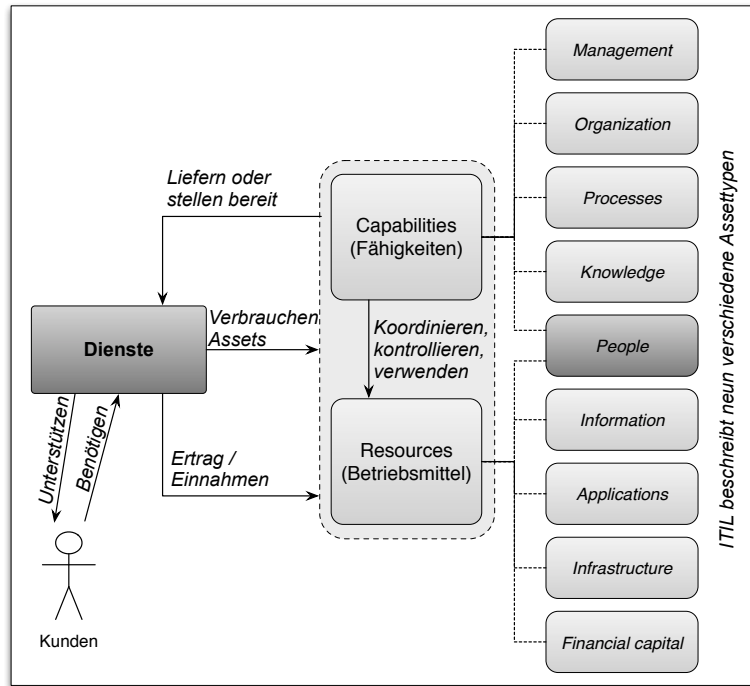 Management
Organization
Processes
Knowledge
People
Information
Applications
Infrastructure
Financial capital
ITIL beschreibt neun verschiedene Assettypen
Liefern oder
stellen bereit
Capabilities
(Fähigkeiten)
Dienste
Verbrauchen
Assets
Koordinieren,
kontrollieren,
verwenden
Unterstützen
Benötigen
Ertrag /
Einnahmen
Resources
(Betriebsmittel)
Kunden